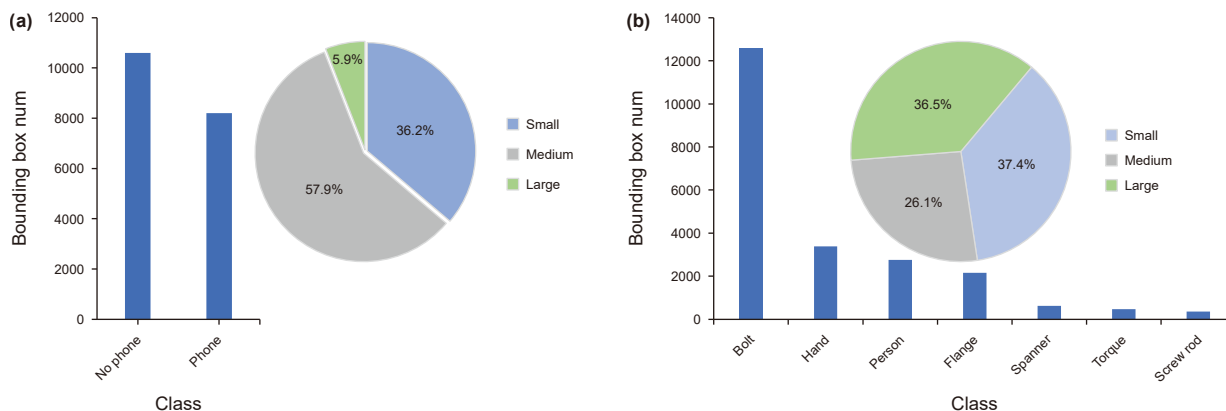 (a)
12000
10000
8000
6000
4000
2000
0
Bounding box num
No phone
Phone
Class
5.9%
36.2%
57.9%
Small
Medium
Large
(b)
14000
12000
10000
8000
6000
4000
2000
0
Bounding box num
Bolt
Hand
Person
Flange
Spanner
Torque
Screw rod
Class
36.5%
37.4%
26.1%
Small
Medium
Large